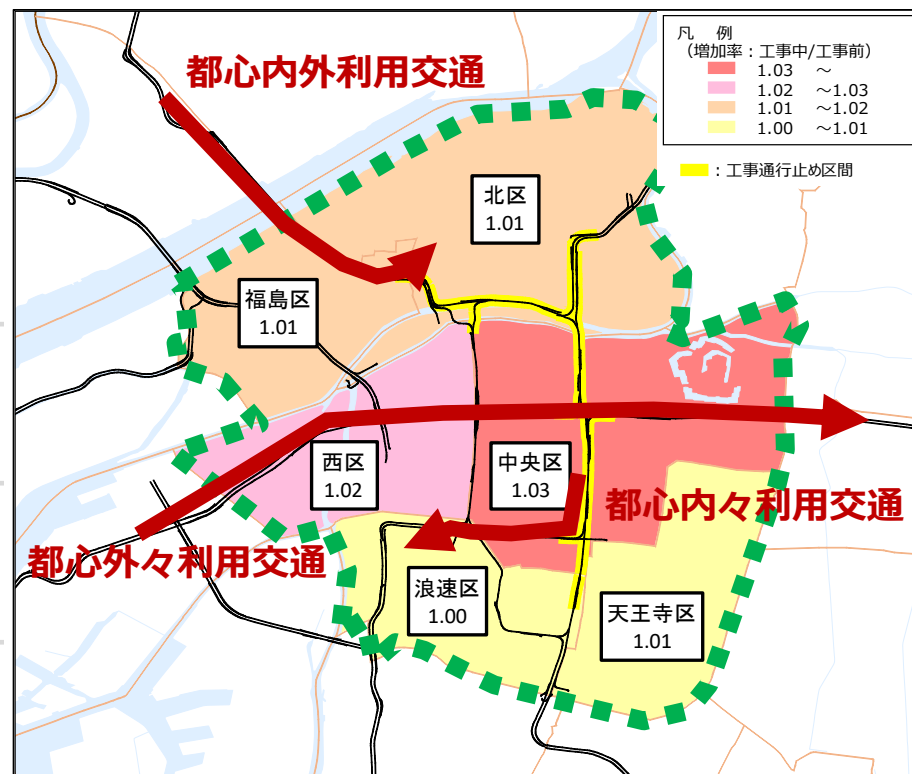 凡 例
（増加率：工事中/工事前）
1.03 ～
1.02 ～1.03
1.01 ～1.02
1.00 ～1.01
：工事通行止め区間
都心内外利用交通
北区
1.01
福島区
1.01
西区
1.02
中央区
1.03
都心内々利用交通
都心外々利用交通
浪速区
1.00
天王寺区
1.01